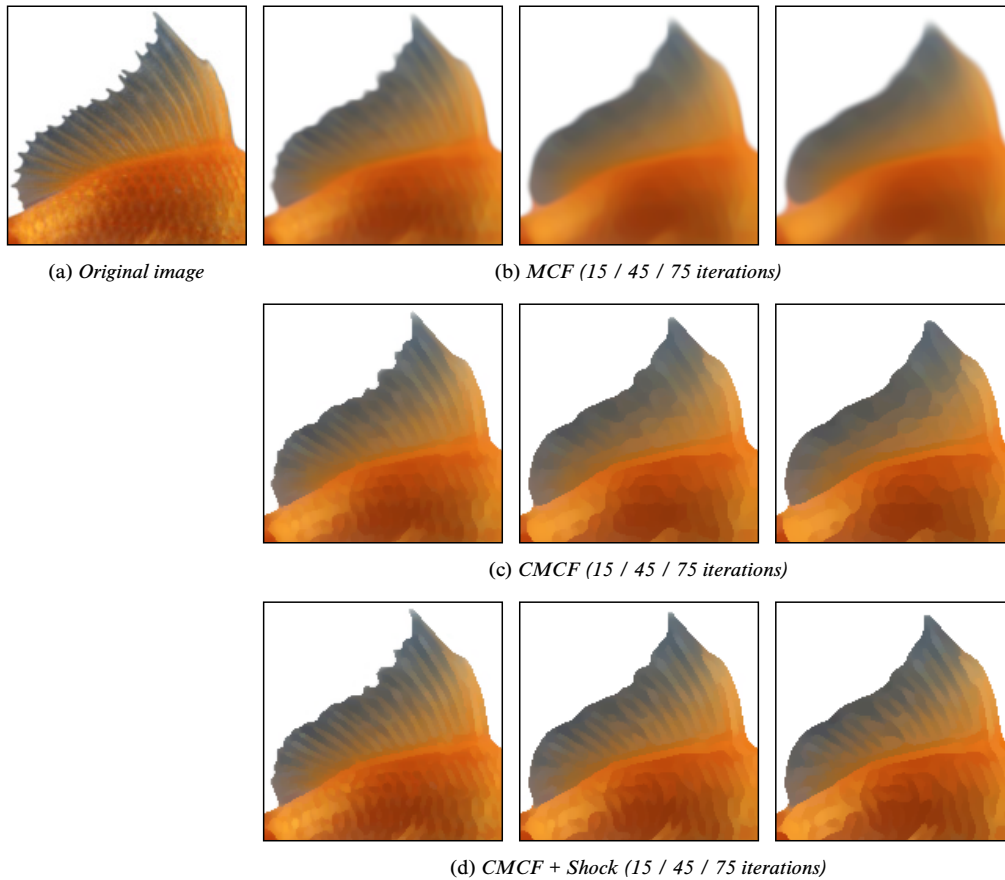 (a) Original image
(b) MCF (15 / 45 / 75 iterations)
(c) CMCF (15 / 45 / 75 iterations)
(d) CMCF + Shock (15 / 45 / 75 iterations)